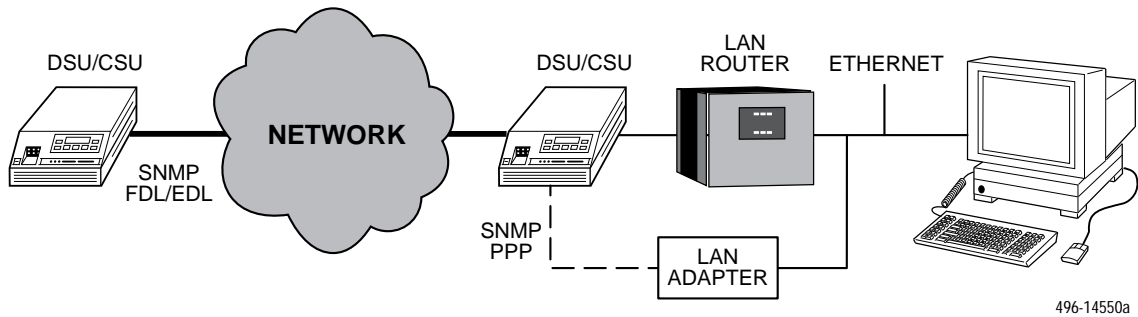 DSU/CSU
NETWORK
SNMP
FDL/EDL
DSU/CSU
LAN
ROUTER
ETHERNET
SNMP
PPP
LAN
ADAPTER
496-14550a